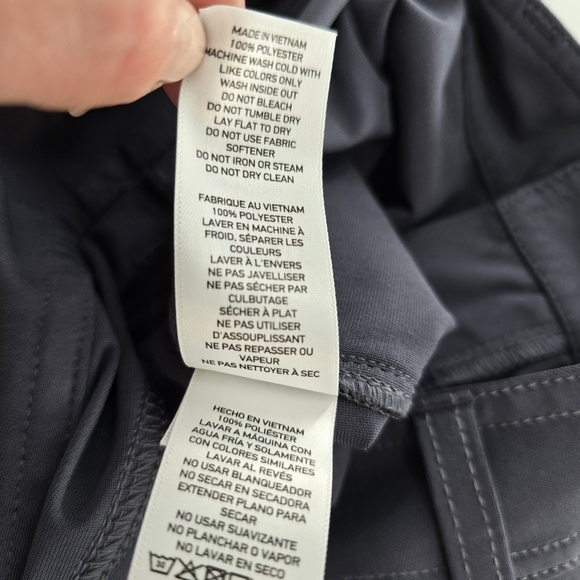 MADE IN VIETNAM
100% POLYESTER
MACHINE WASH COLD WITH
LIKE COLORS ONLY
WASH INSIDE OUT
DO NOT BLEACH
DO NOT TUMBLE DRY
LAY FLAT TO DRY
DO NOT USE FABRIC
SOFTENER
DO NOT IRON OR STEAM
DO NOT DRY CLEAN
FABRIQUE AU VIETNAM
100% POLYESTER
LAVER EN MACHINE À
FROID, SÉPARER LES
COULEURS
LAVER À L'ENVERS
NE PAS JAVELLISER
NE PAS SÉCHER PAR
CULBUTAGE
SÉCHER À PLAT
NE PAS UTILISER
D'ASSOUPLISSANT
NE PAS REPASSER OU
VAPEUR
NE PAS NETTOYER À SEC
HECHO EN VIETNAM
100% POLIÉSTER
LAVAR A MÁQUINA CON
AGUA FRÍA Y SOLAMENTE
CON COLORES SIMILARES
LAVAR AL REVÉS
NO USAR BLANQUEADOR
NO SECAR EN SECADORA
EXTENDER PLANO PARA
SECAR
NO USAR SUAVIZANTE
NO PLANCHAR O VAPOR
NO LAVAR EN SECO
30